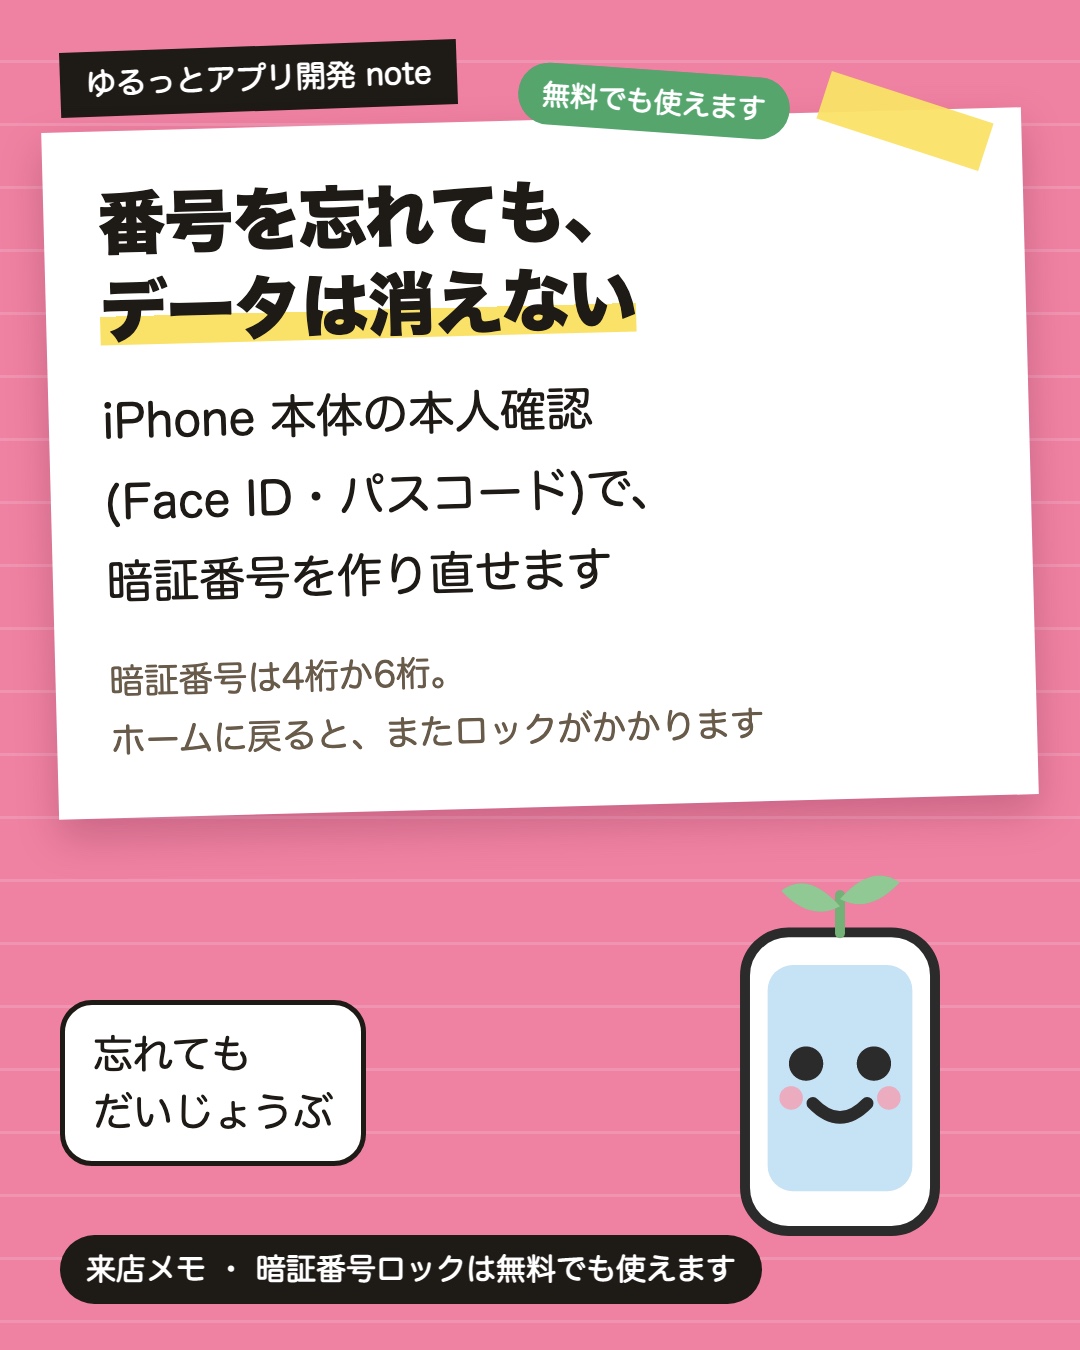 ゆるっとアプリ開発 note
無料でも使えます
番号を忘れても、
データは消えない
iPhone 本体の本人確認
(Face ID・パスコード)で、
暗証番号を作り直せます
暗証番号は4桁か6桁。
ホームに戻ると、またロックがかかります
忘れても
だいじょうぶ
来店メモ ・ 暗証番号ロックは無料でも使えます